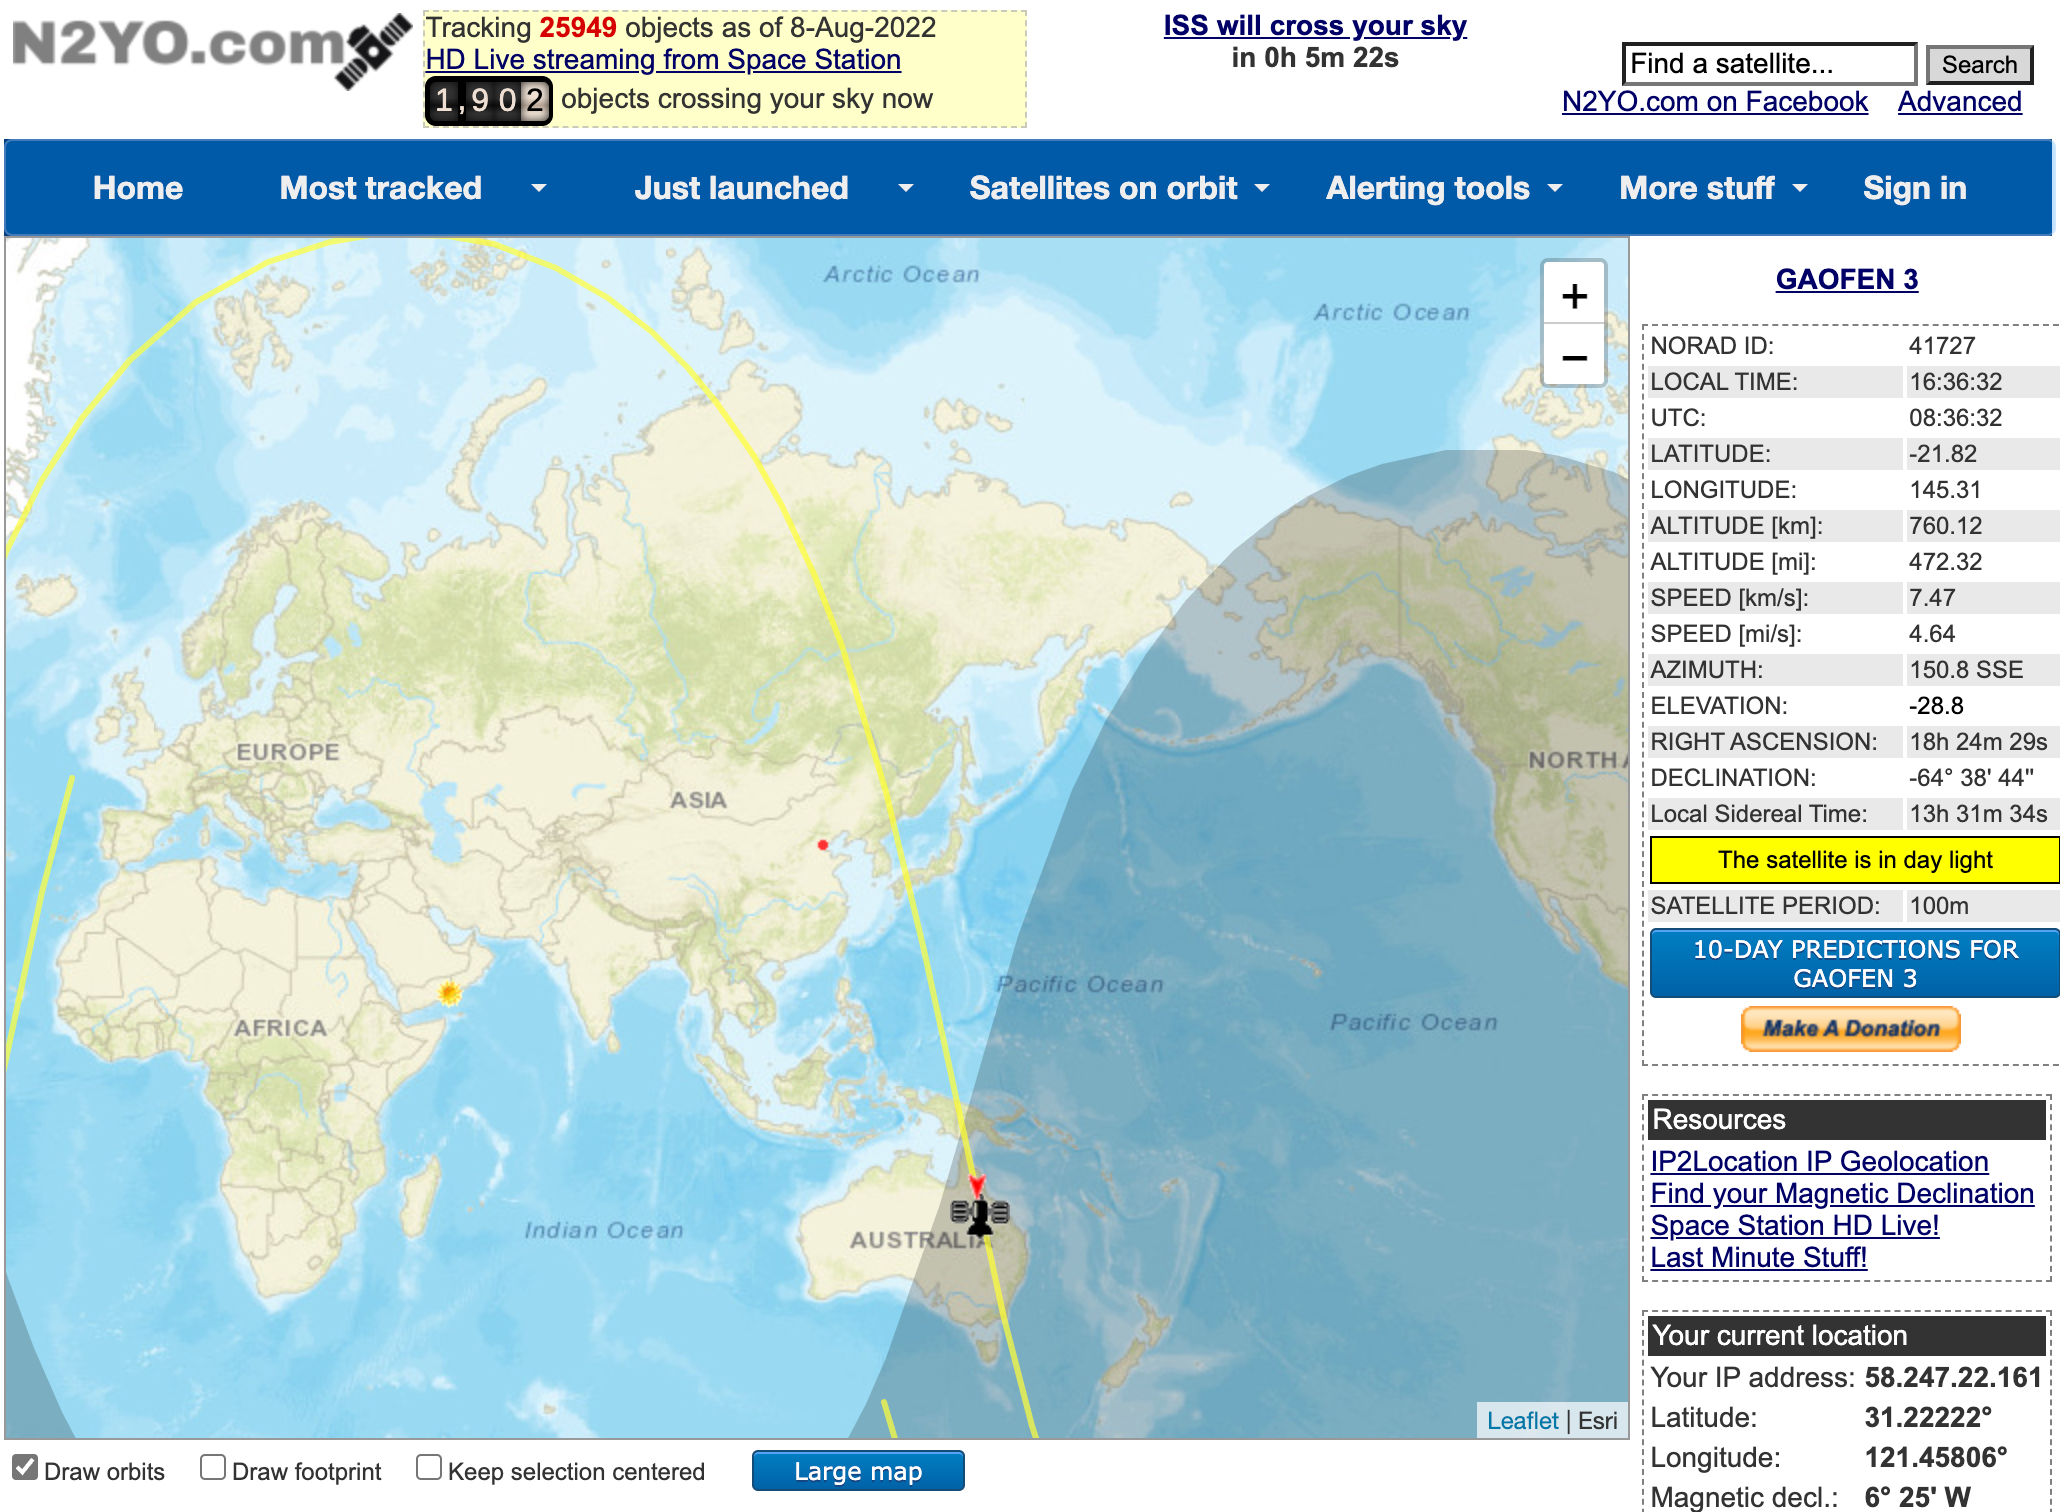 N2YO.com
Tracking 25949 objects as of 8-Aug-2022
HD Live streaming from Space Station
1,902 objects crossing your sky now
ISS will cross your sky
in 0h 5m 22s
Find a satellite... Search
N2YO.com on Facebook Advanced
Home Most tracked Just launched Satellites on orbit Alerting tools More stuff Sign in
Arctic Ocean
Arctic Ocean
+
−
EUROPE
ASIA
NORTH A
Pacific Ocean
Pacific Ocean
AFRICA
Indian Ocean
AUSTRALIA
Leaflet | Esri
Draw orbits Draw footprint Keep selection centered Large map
GAOFEN 3
NORAD ID: 41727
LOCAL TIME: 16:36:32
UTC: 08:36:32
LATITUDE: -21.82
LONGITUDE: 145.31
ALTITUDE [km]: 760.12
ALTITUDE [mi]: 472.32
SPEED [km/s]: 7.47
SPEED [mi/s]: 4.64
AZIMUTH: 150.8 SSE
ELEVATION: -28.8
RIGHT ASCENSION: 18h 24m 29s
DECLINATION: -64° 38' 44"
Local Sidereal Time: 13h 31m 34s
The satellite is in day light
SATELLITE PERIOD: 100m
10-DAY PREDICTIONS FOR
GAOFEN 3
Make A Donation
Resources
IP2Location IP Geolocation
Find your Magnetic Declination
Space Station HD Live!
Last Minute Stuff!
Your current location
Your IP address: 58.247.22.161
Latitude: 31.22222°
Longitude: 121.45806°
Magnetic decl.: 6° 25' W